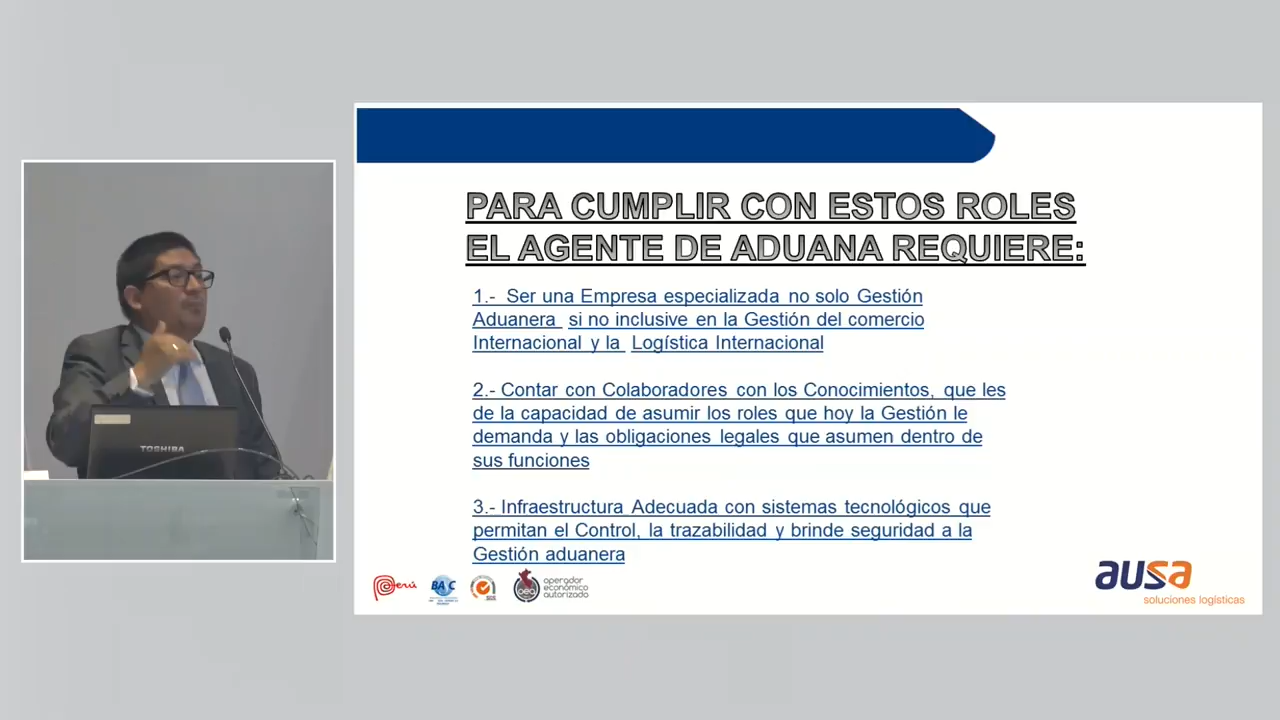 PARA CUMPLIR CON ESTOS ROLES
EL AGENTE DE ADUANA REQUIERE:
1.- Ser una Empresa especializada no solo Gestión
Aduanera si no inclusive en la Gestión del comercio
Internacional y la Logística Internacional
2.- Contar con Colaboradores con los Conocimientos, que les
de la capacidad de asumir los roles que hoy la Gestión le
demanda y las obligaciones legales que asumen dentro de
sus funciones
3.- Infraestructura Adecuada con sistemas tecnológicos que
permitan el Control, la trazabilidad y brinde seguridad a la
Gestión aduanera
TOSHIBA
Perú
BASC
oea
operador
económico
autorizado
ausa
soluciones logísticas